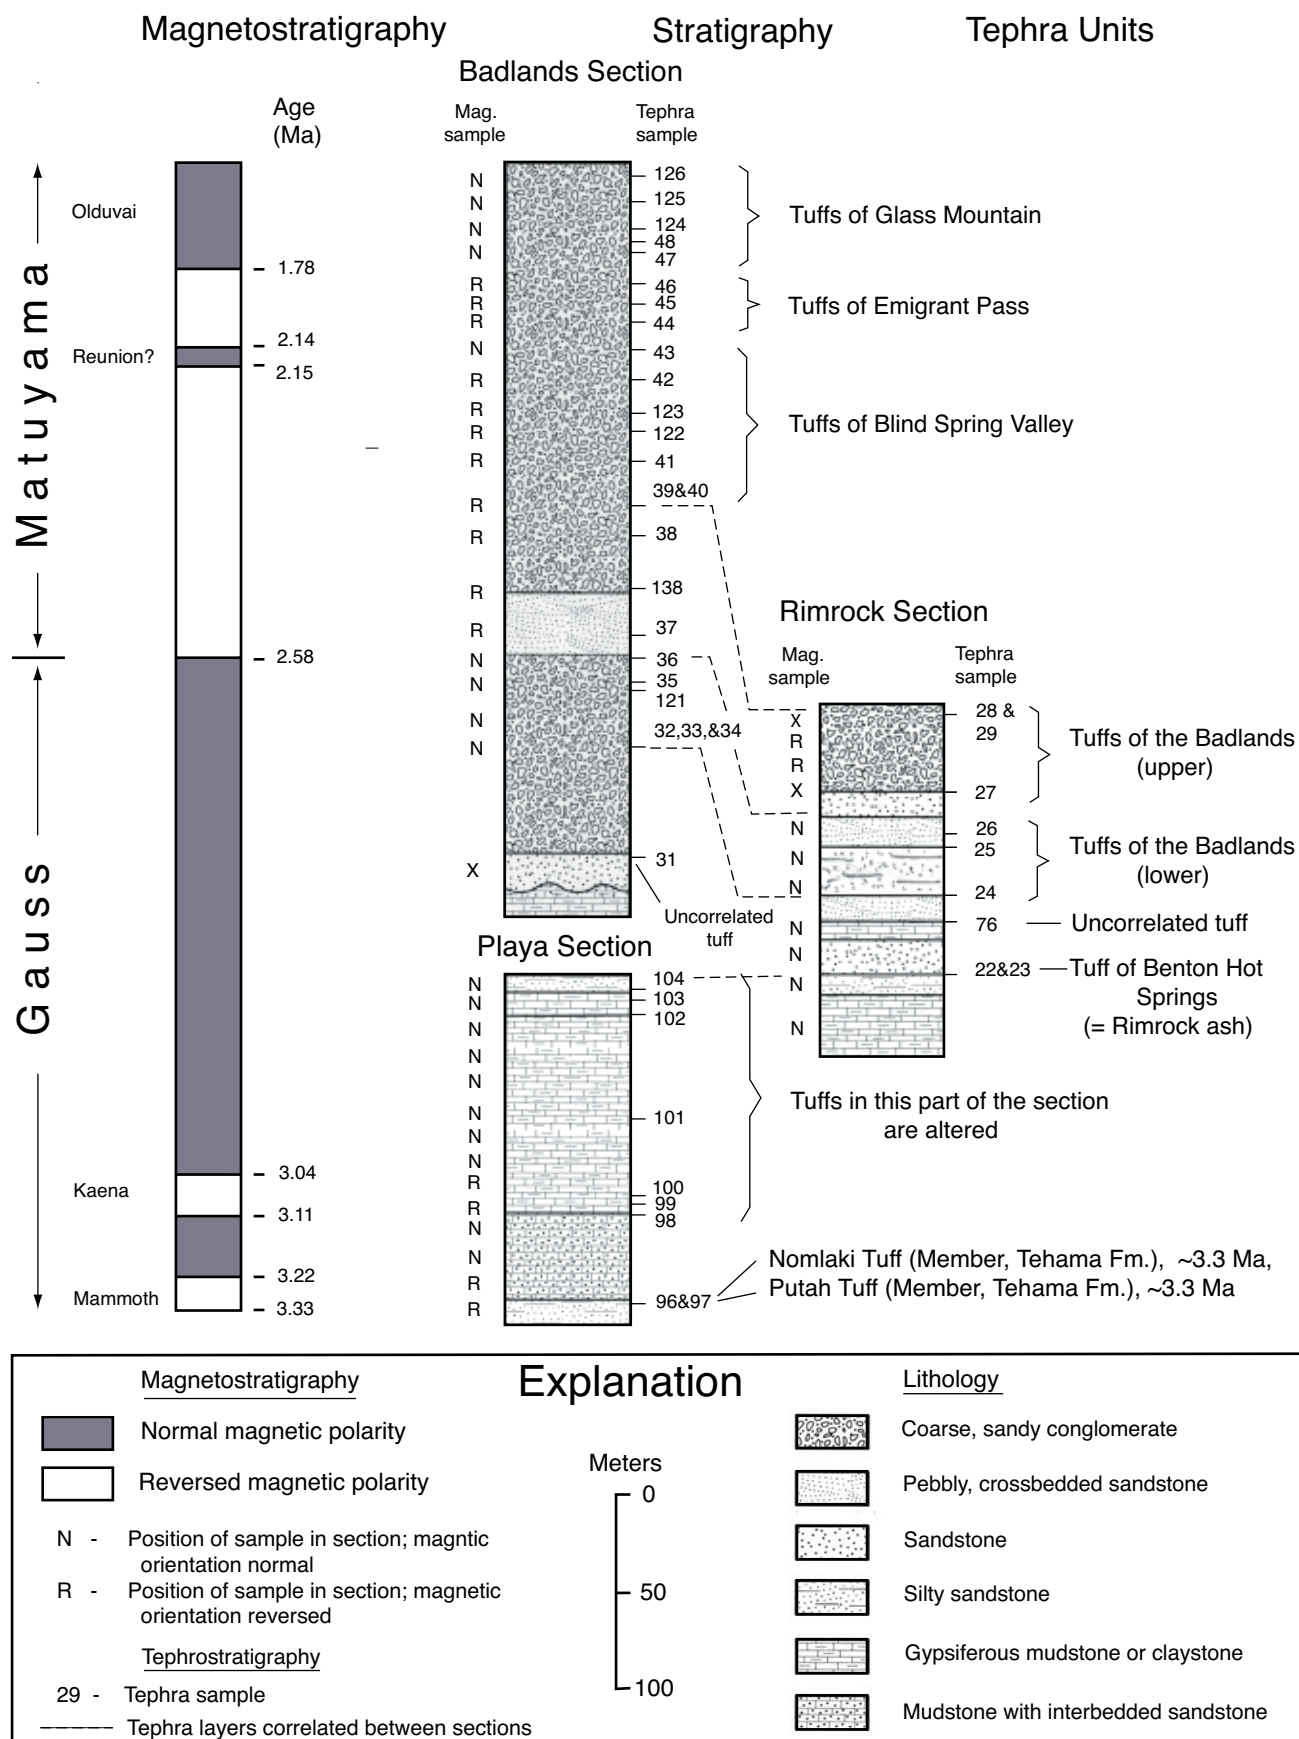 Magnetostratigraphy
Stratigraphy
Tephra Units
Badlands Section
Age
(Ma)
Mag.
sample
Tephra
sample
Matuyama
Gauss
Olduvai
1.78
2.14
Reunion?
2.15
2.58
3.04
Kaena
3.11
3.22
Mammoth
3.33
N
N
N
N
R
R
R
N
R
R
R
R
R
R
R
R
N
N
N
N
X
126
125
124
48
47
46
45
44
43
42
123
122
41
39&40
38
138
37
36
35
121
32,33,&34
31
Uncorrelated
tuff
Tuffs of Glass Mountain
Tuffs of Emigrant Pass
Tuffs of Blind Spring Valley
Rimrock Section
Mag.
sample
Tephra
sample
X
R
R
X
N
N
N
N
N
N
N
28 &
29
27
26
25
24
76
22&23
Tuffs of the Badlands
(upper)
Tuffs of the Badlands
(lower)
Uncorrelated tuff
Tuff of Benton Hot
Springs
(= Rimrock ash)
Playa Section
N
N
N
N
N
N
N
N
R
R
N
N
R
R
104
103
102
101
100
99
98
96&97
Tuffs in this part of the section
are altered
Nomlaki Tuff (Member, Tehama Fm.), ~3.3 Ma,
Putah Tuff (Member, Tehama Fm.), ~3.3 Ma
Explanation
Magnetostratigraphy
Normal magnetic polarity
Reversed magnetic polarity
N - Position of sample in section; magntic
orientation normal
R - Position of sample in section; magnetic
orientation reversed
Tephrostratigraphy
29 - Tephra sample
Tephra layers correlated between sections
Meters
0
50
100
Lithology
Coarse, sandy conglomerate
Pebbly, crossbedded sandstone
Sandstone
Silty sandstone
Gypsiferous mudstone or claystone
Mudstone with interbedded sandstone